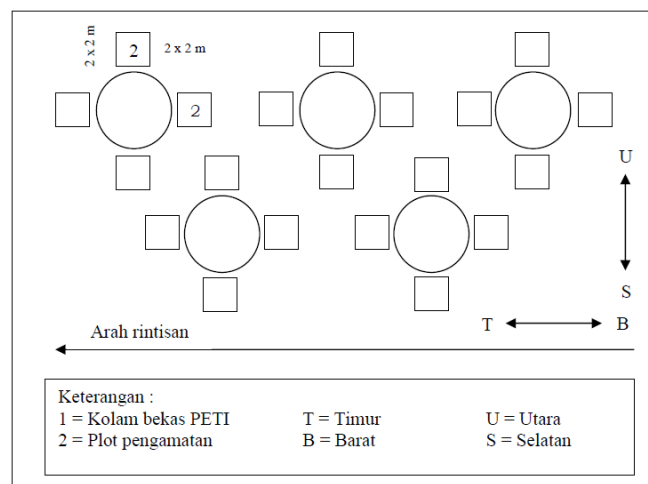 2 x 2 m
2
2 x 2 m
2
U
S
T
B
Arah rintisan
Keterangan :
1 = Kolam bekas PETI T = Timur U = Utara
2 = Plot pengamatan B = Barat S = Selatan